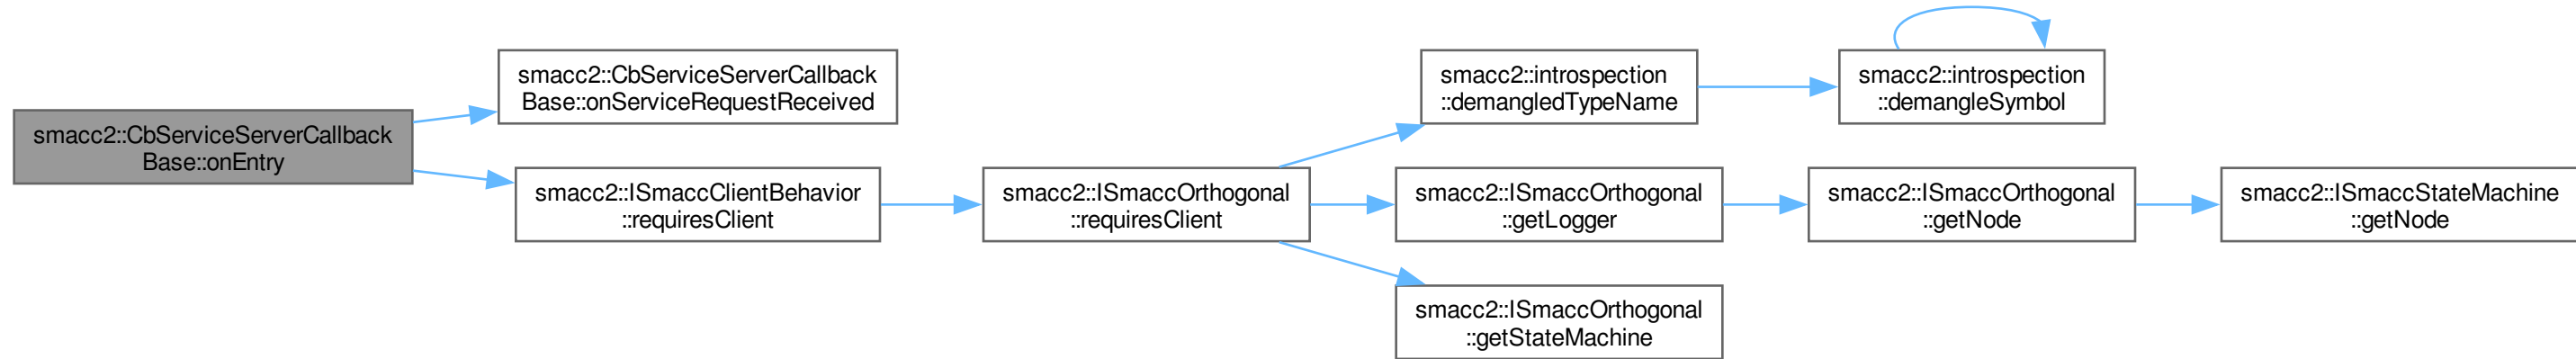 smacc2::CbServiceServerCallback
Base::onEntry
smacc2::CbServiceServerCallback
Base::onServiceRequestReceived
smacc2::ISmaccClientBehavior
::requiresClient
smacc2::ISmaccOrthogonal
::requiresClient
smacc2::introspection
::demangledTypeName
smacc2::introspection
::demangleSymbol
smacc2::ISmaccOrthogonal
::getLogger
smacc2::ISmaccOrthogonal
::getNode
smacc2::ISmaccStateMachine
::getNode
smacc2::ISmaccOrthogonal
::getStateMachine